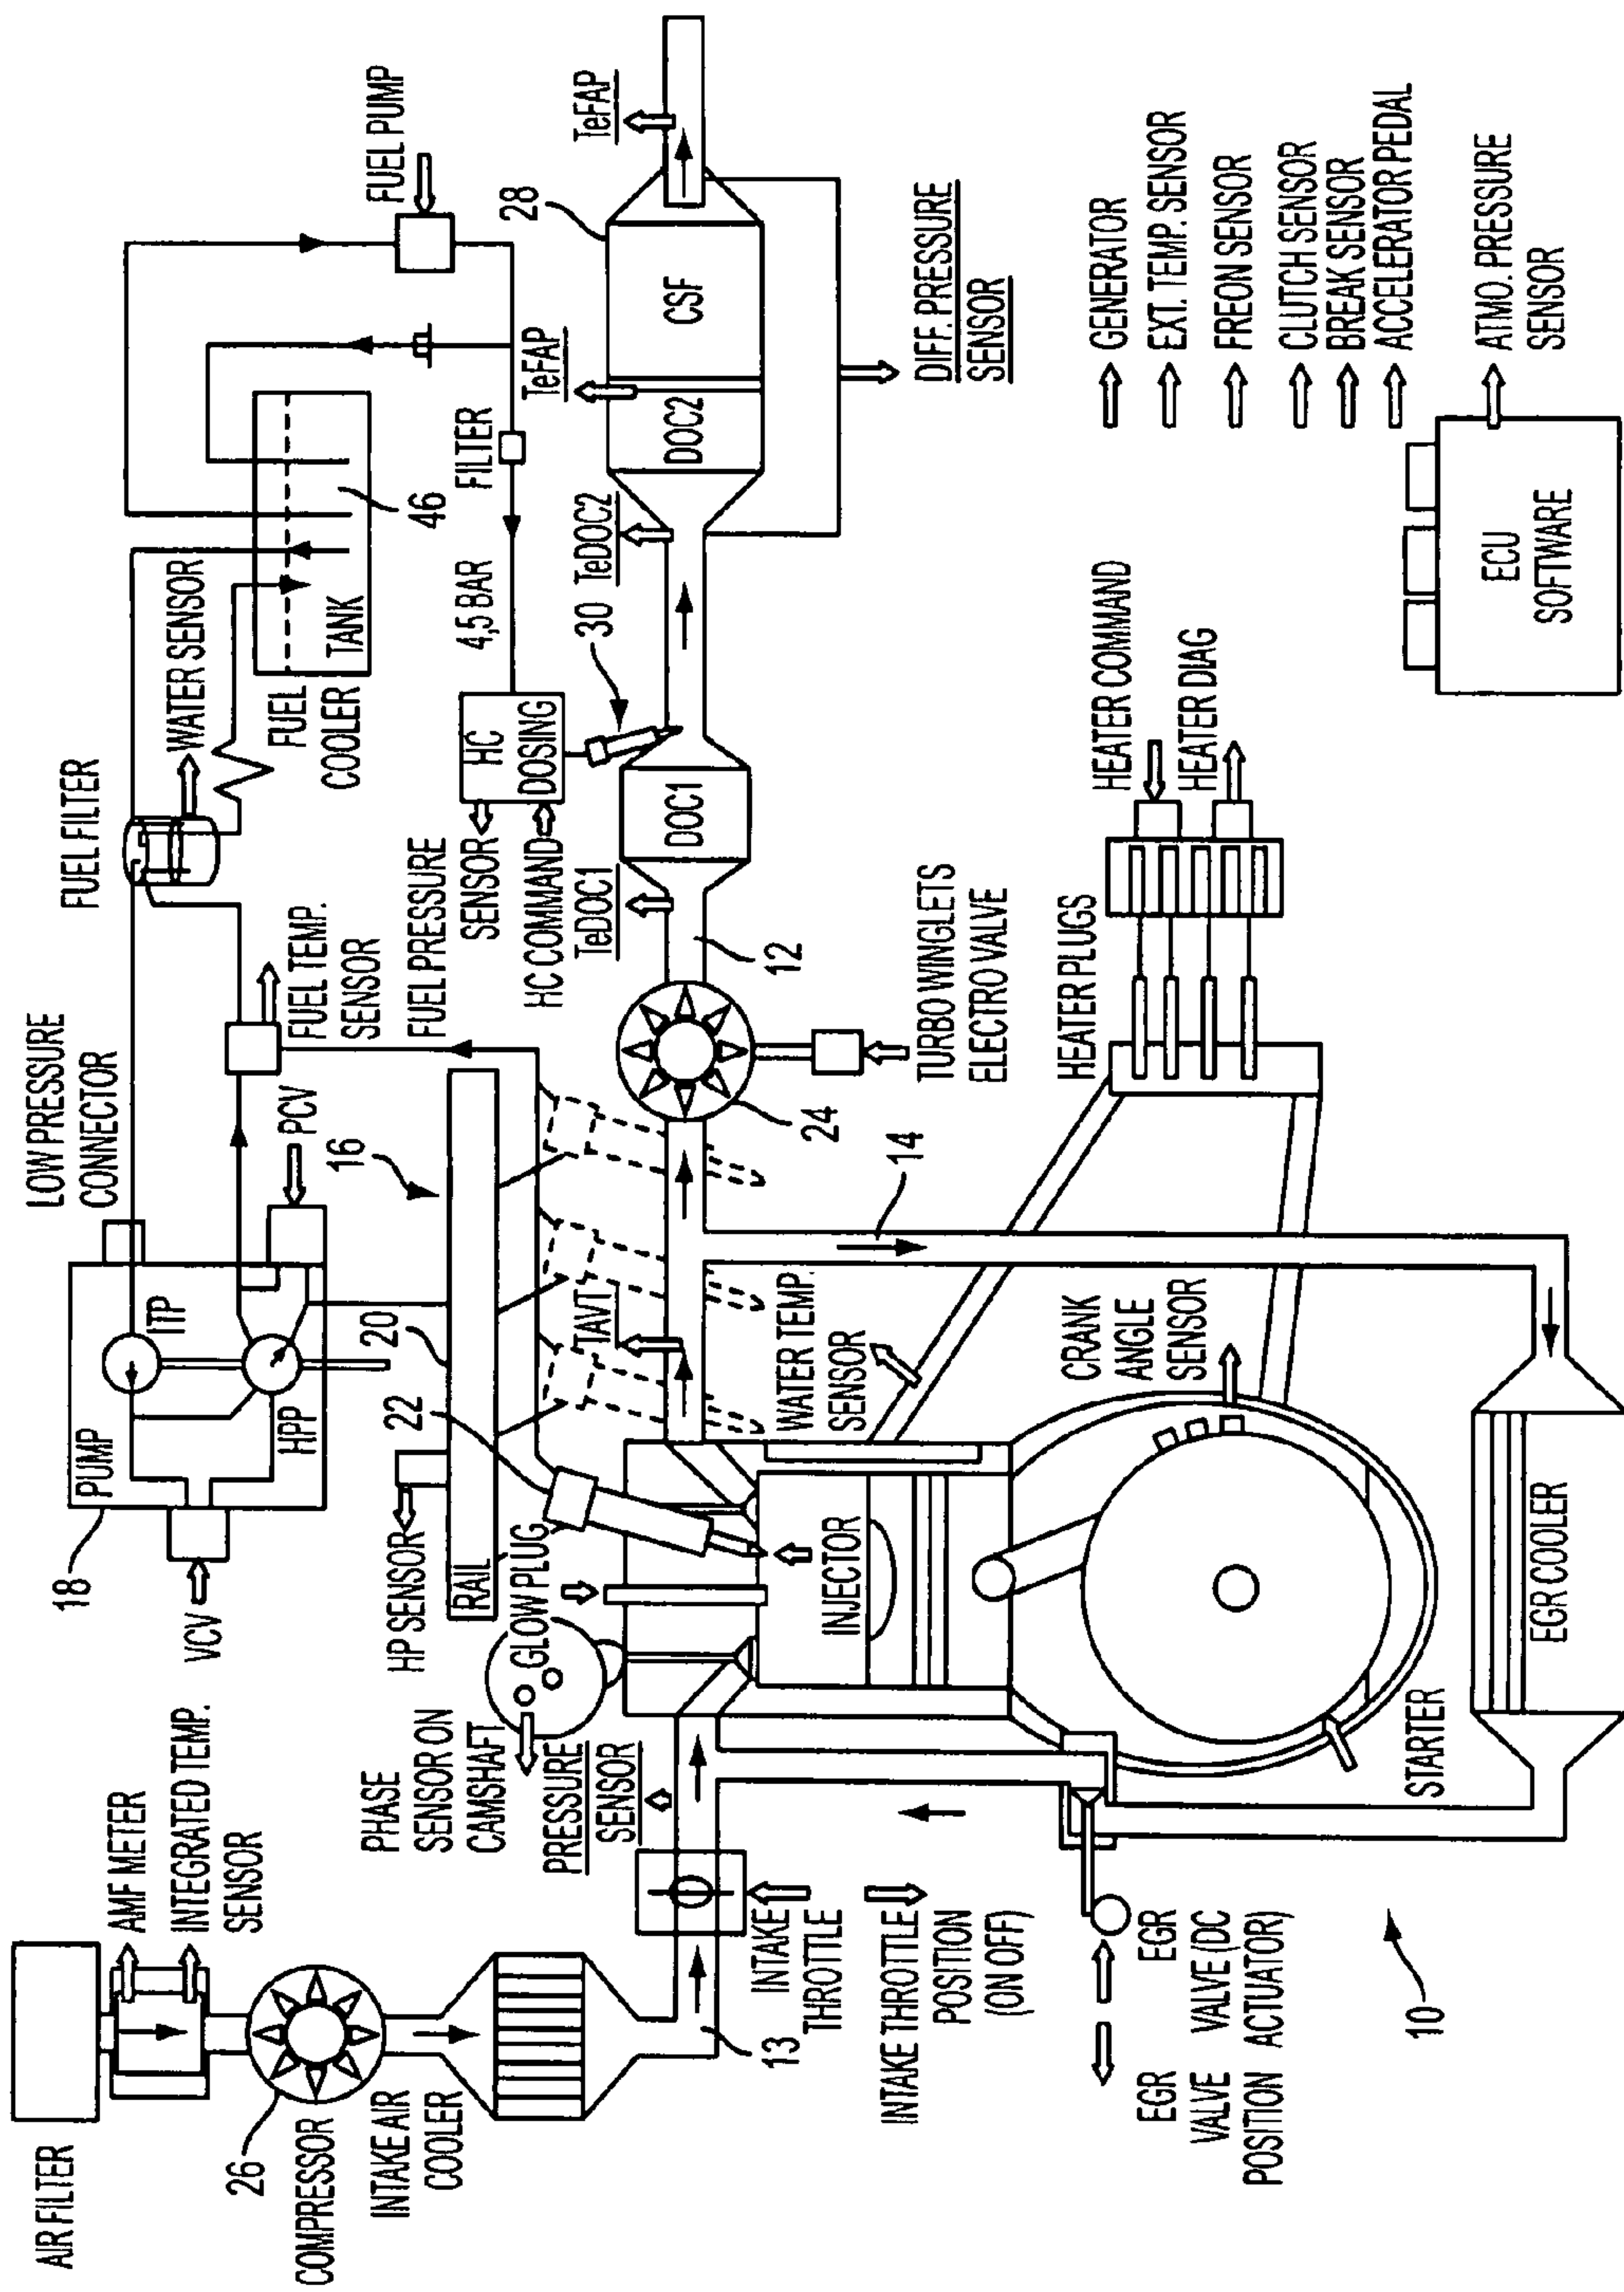 AIR FILTER
AMF METER
INTEGRATED TEMP.
SENSOR
26
COMPRESSOR
INTAKE AIR
COOLER
13
INTAKE
THROTTLE
INTAKE THROTTLE
POSITION
(ON OFF)
EGR
VALVE
POSITION
EGR
VALVE (DC
ACTUATOR)
10
18
VCV
PUMP
ITP
HPP
LOW PRESSURE
CONNECTOR
PCV
HP SENSOR
RAIL
20
16
22
GLOW PLUG
PHASE
SENSOR ON
CAMSHAFT
PRESSURE
SENSOR
INJECTOR
TAVT
WATER TEMP.
SENSOR
CRANK
ANGLE
SENSOR
STARTER
EGR COOLER
14
24
TURBO WINGLETS
ELECTRO VALVE
12
FUEL TEMP.
SENSOR
FUEL FILTER
WATER SENSOR
FUEL
COOLER
TANK
46
FUEL PUMP
FILTER
4,5 BAR
HC
DOSING
FUEL PRESSURE
SENSOR
HC COMMAND
TeDOC1
DOC1
30
TeDOC2
DOC2
TeFAP
CSF
28
TeFAP
DIFF. PRESSURE
SENSOR
HEATER PLUGS
HEATER COMMAND
HEATER DIAG
GENERATOR
EXT. TEMP. SENSOR
FREON SENSOR
CLUTCH SENSOR
BREAK SENSOR
ACCELERATOR PEDAL
ATMO. PRESSURE
SENSOR
ECU
SOFTWARE